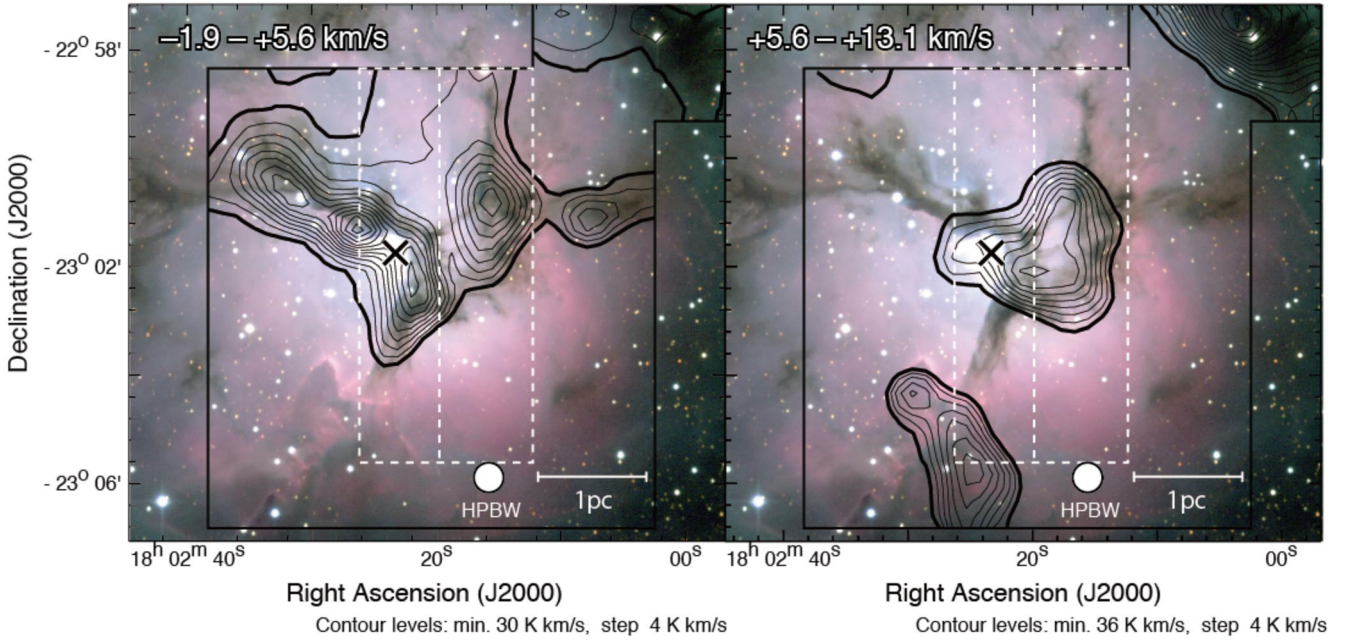 −1.9 – +5.6 km/s
+5.6 – +13.1 km/s
- 22° 58'
- 23° 02'
- 23° 06'
Declination (J2000)
HPBW
1pc
HPBW
1pc
18ʰ 02ᵐ 40ˢ
20ˢ
00ˢ
18ʰ 02ᵐ 40ˢ
20ˢ
00ˢ
Right Ascension (J2000)
Right Ascension (J2000)
Contour levels: min. 30 K km/s, step 4 K km/s
Contour levels: min. 36 K km/s, step 4 K km/s